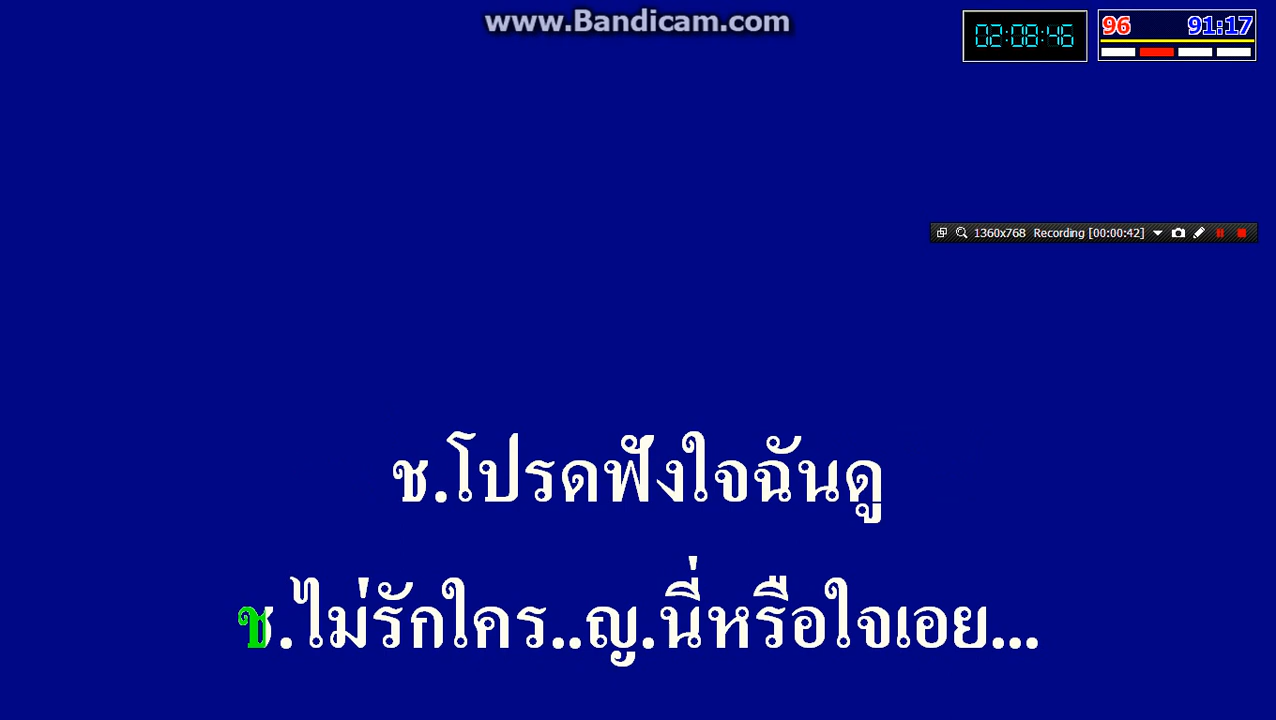 www.Bandicam.com
02:08:46
96 91:17
1360x768 Recording [00:00:42]
ช.โปรดฟังใจฉันดู
ช.ไม่รักใคร..ญ.นี่หรือใจเอย...